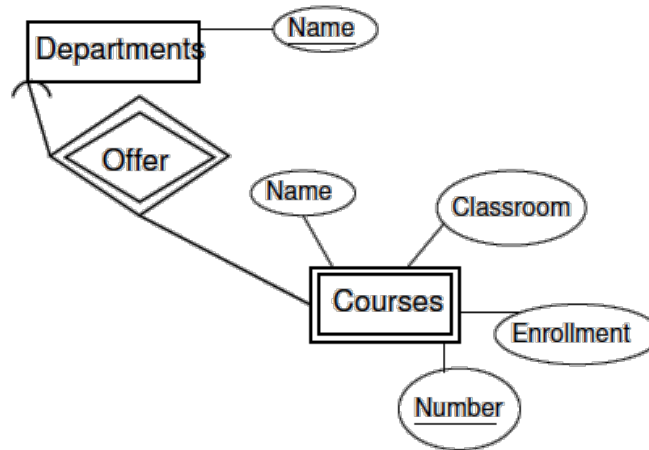 Name
Departments
Offer
Name
Classroom
Courses
Enrollment
Number